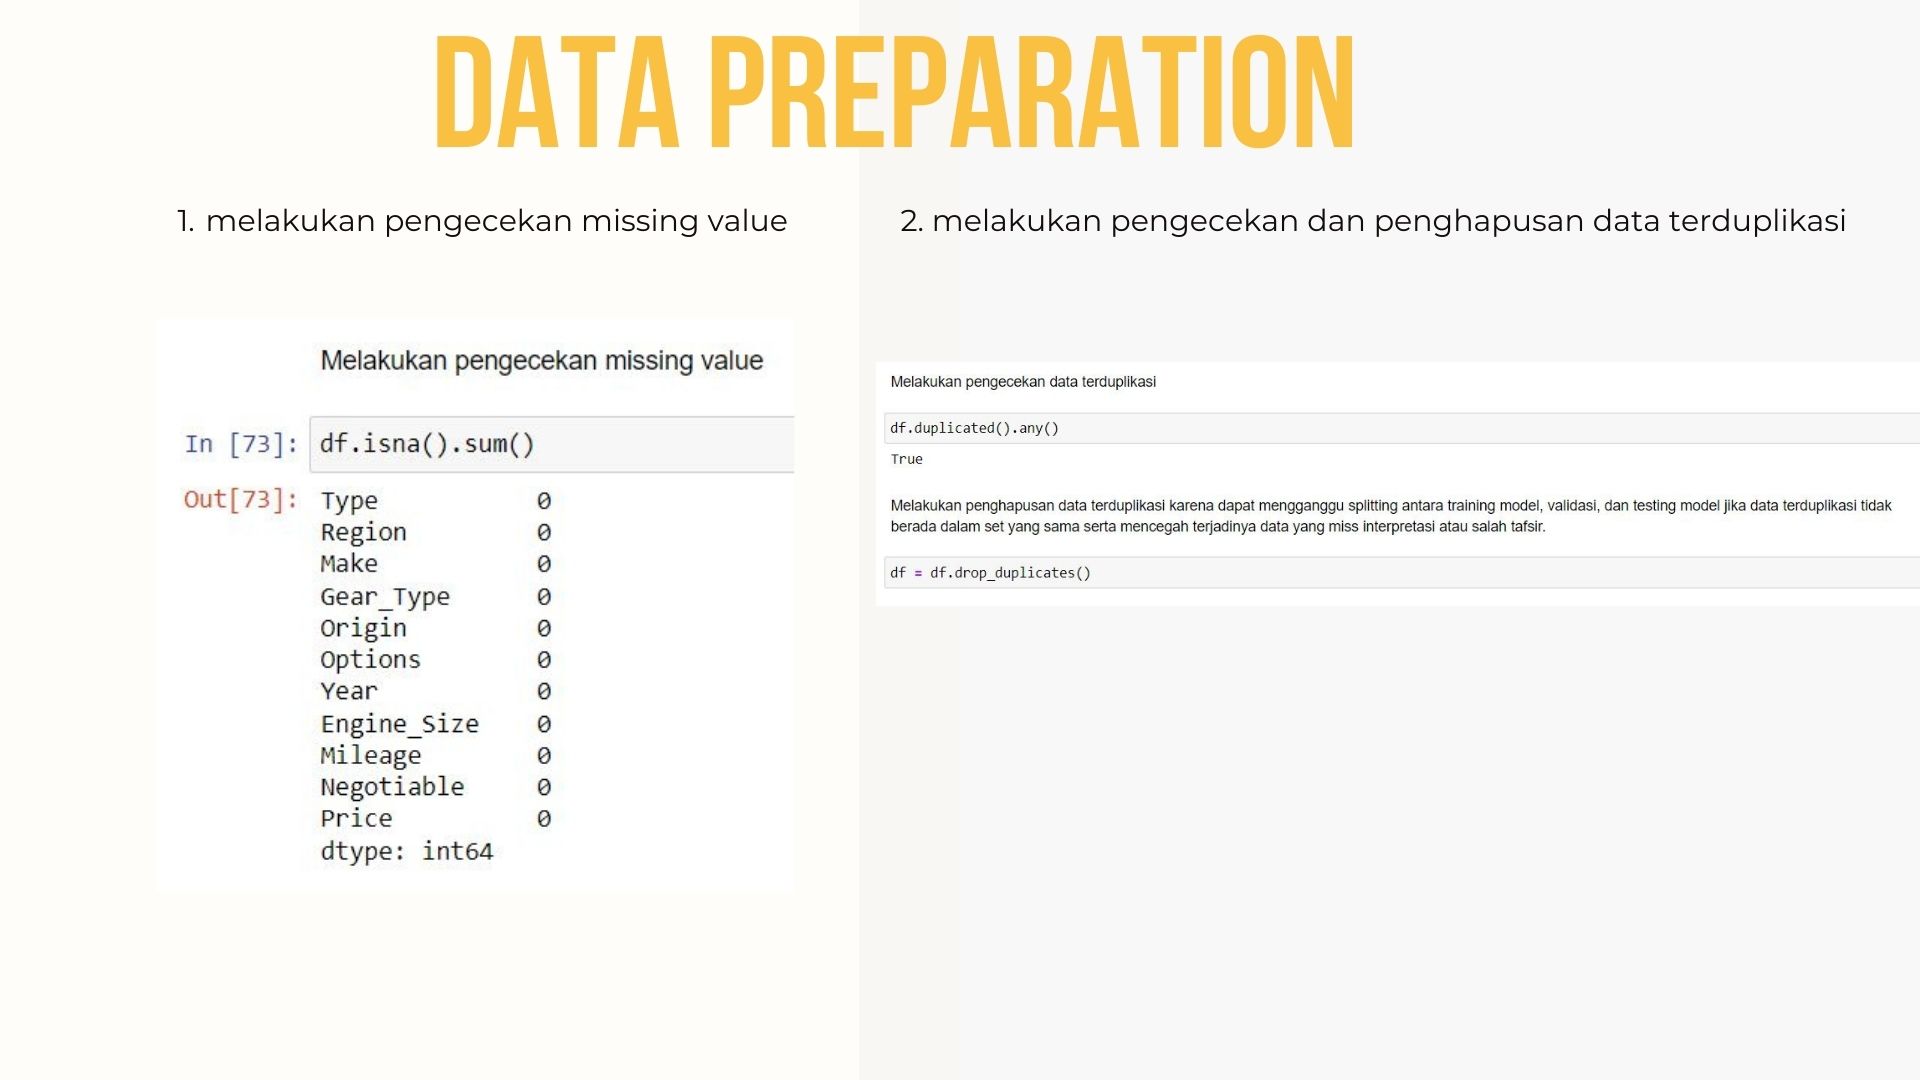 DATA PREPARATION
1. melakukan pengecekan missing value
Melakukan pengecekan missing value
In [73]: df.isna().sum()
Out[73]: Type 0
Region 0
Make 0
Gear_Type 0
Origin 0
Options 0
Year 0
Engine_Size 0
Mileage 0
Negotiable 0
Price 0
dtype: int64
2. melakukan pengecekan dan penghapusan data terduplikasi
Melakukan pengecekan data terduplikasi
df.duplicated().any()
True
Melakukan penghapusan data terduplikasi karena dapat mengganggu splitting antara training model, validasi, dan testing model jika data terduplikasi tidak
berada dalam set yang sama serta mencegah terjadinya data yang miss interpretasi atau salah tafsir.
df = df.drop_duplicates()